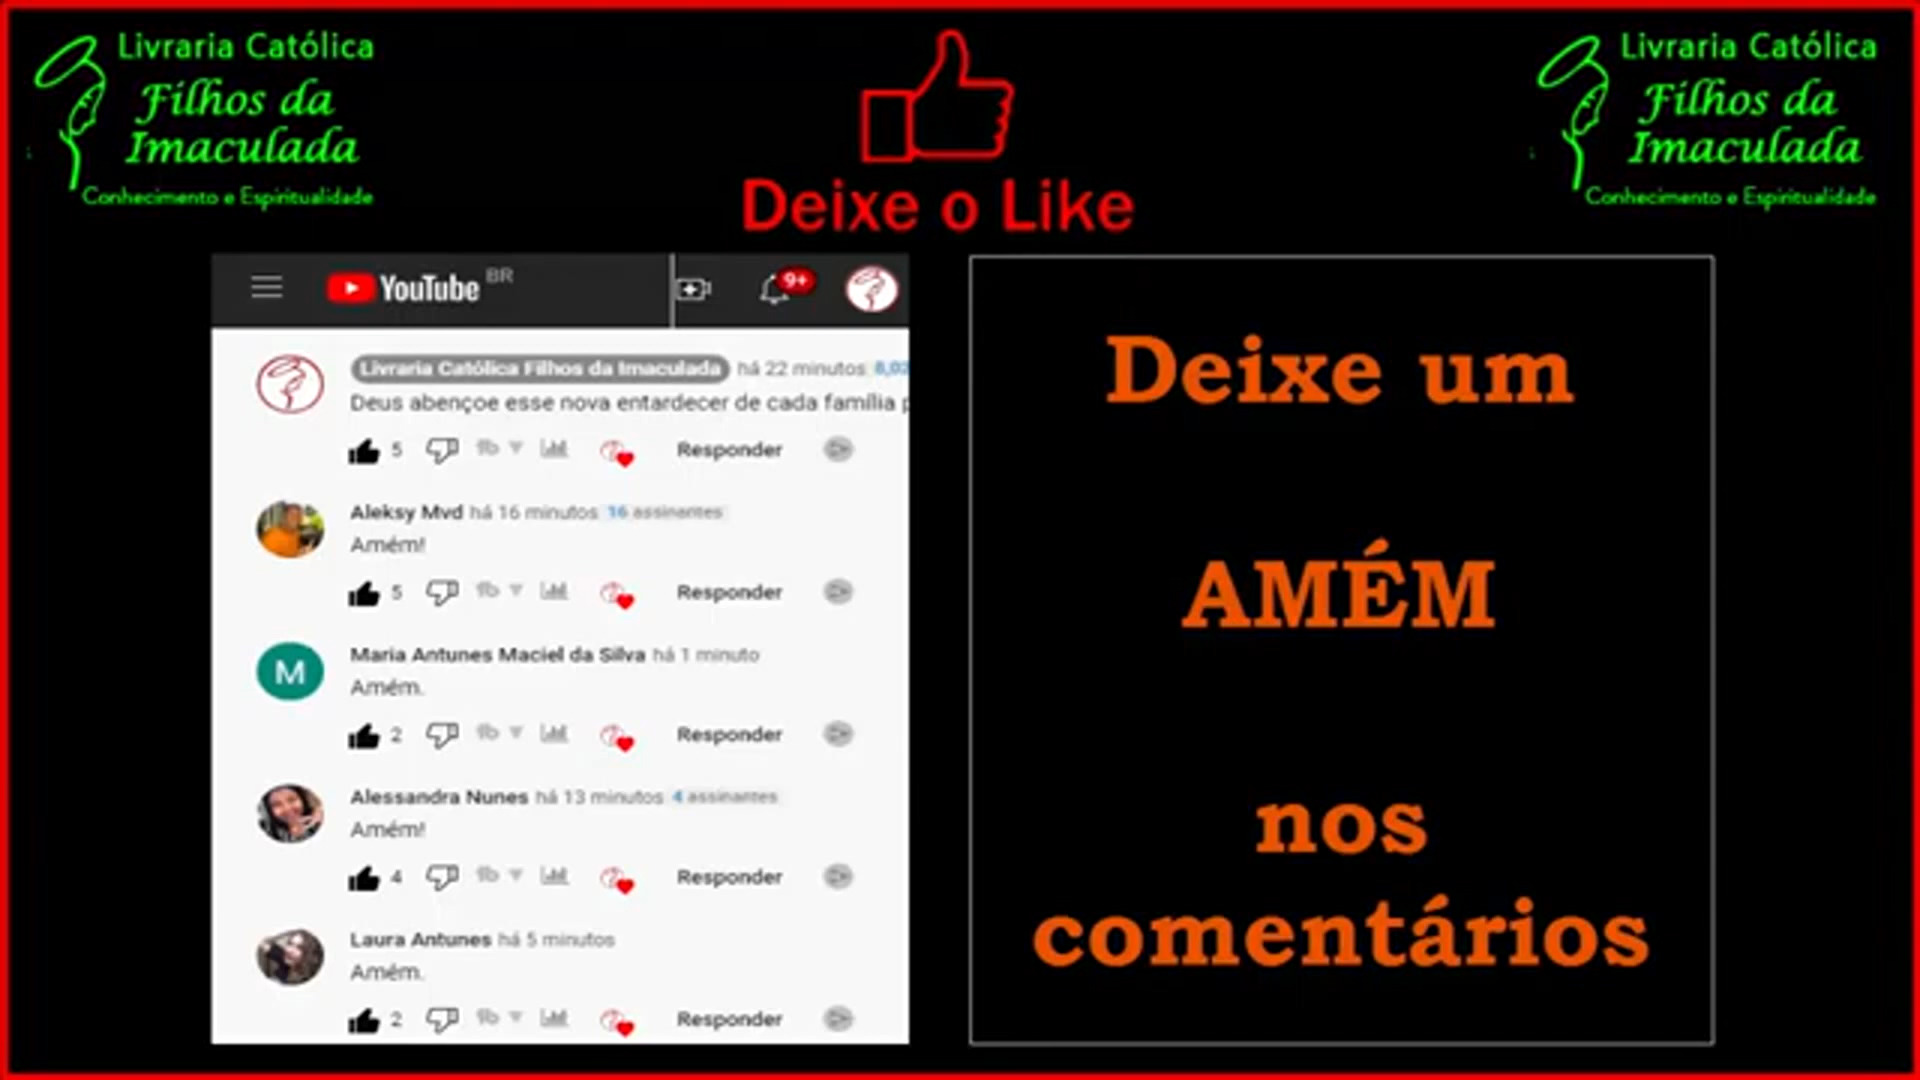 Livraria Católica
Filhos da
Imaculada
Conhecimento e Espiritualidade
Deixe o Like
Livraria Católica
Filhos da
Imaculada
Conhecimento e Espiritualidade
YouTube BR
9+
Livraria Católica Filhos da Imaculada há 22 minutos
Deus abençoe esse nova entardecer de cada família
5 Responder
Aleksy Mvd há 16 minutos 16 assinantes
Amém!
5 Responder
M
Maria Antunes Maciel da Silva há 1 minuto
Amém.
2 Responder
Alessandra Nunes há 13 minutos 4 assinantes
Amém!
4 Responder
Laura Antunes há 5 minutos
Amém.
2 Responder
Deixe um
AMÉM
nos
comentários